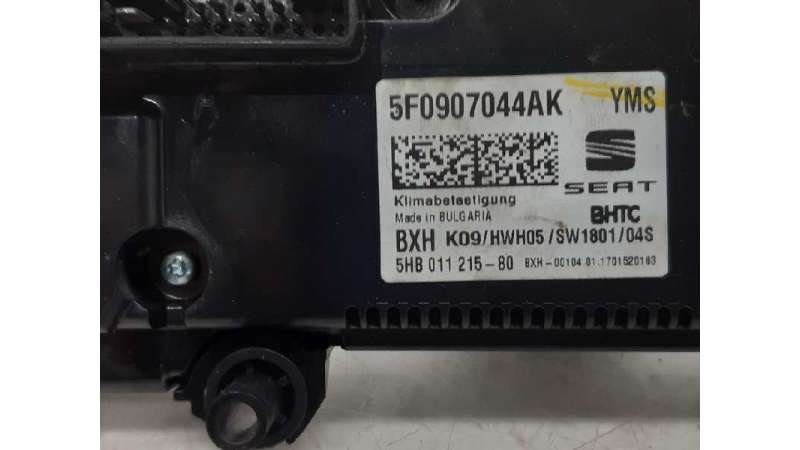 5F0907044AK YMS
SEAT
Klimabetaetigung
Made in BULGARIA
BHTC
BXH K09/HWH05/SW1801/04S
5HB 011 215-80 BXH-00104.01.1701520183